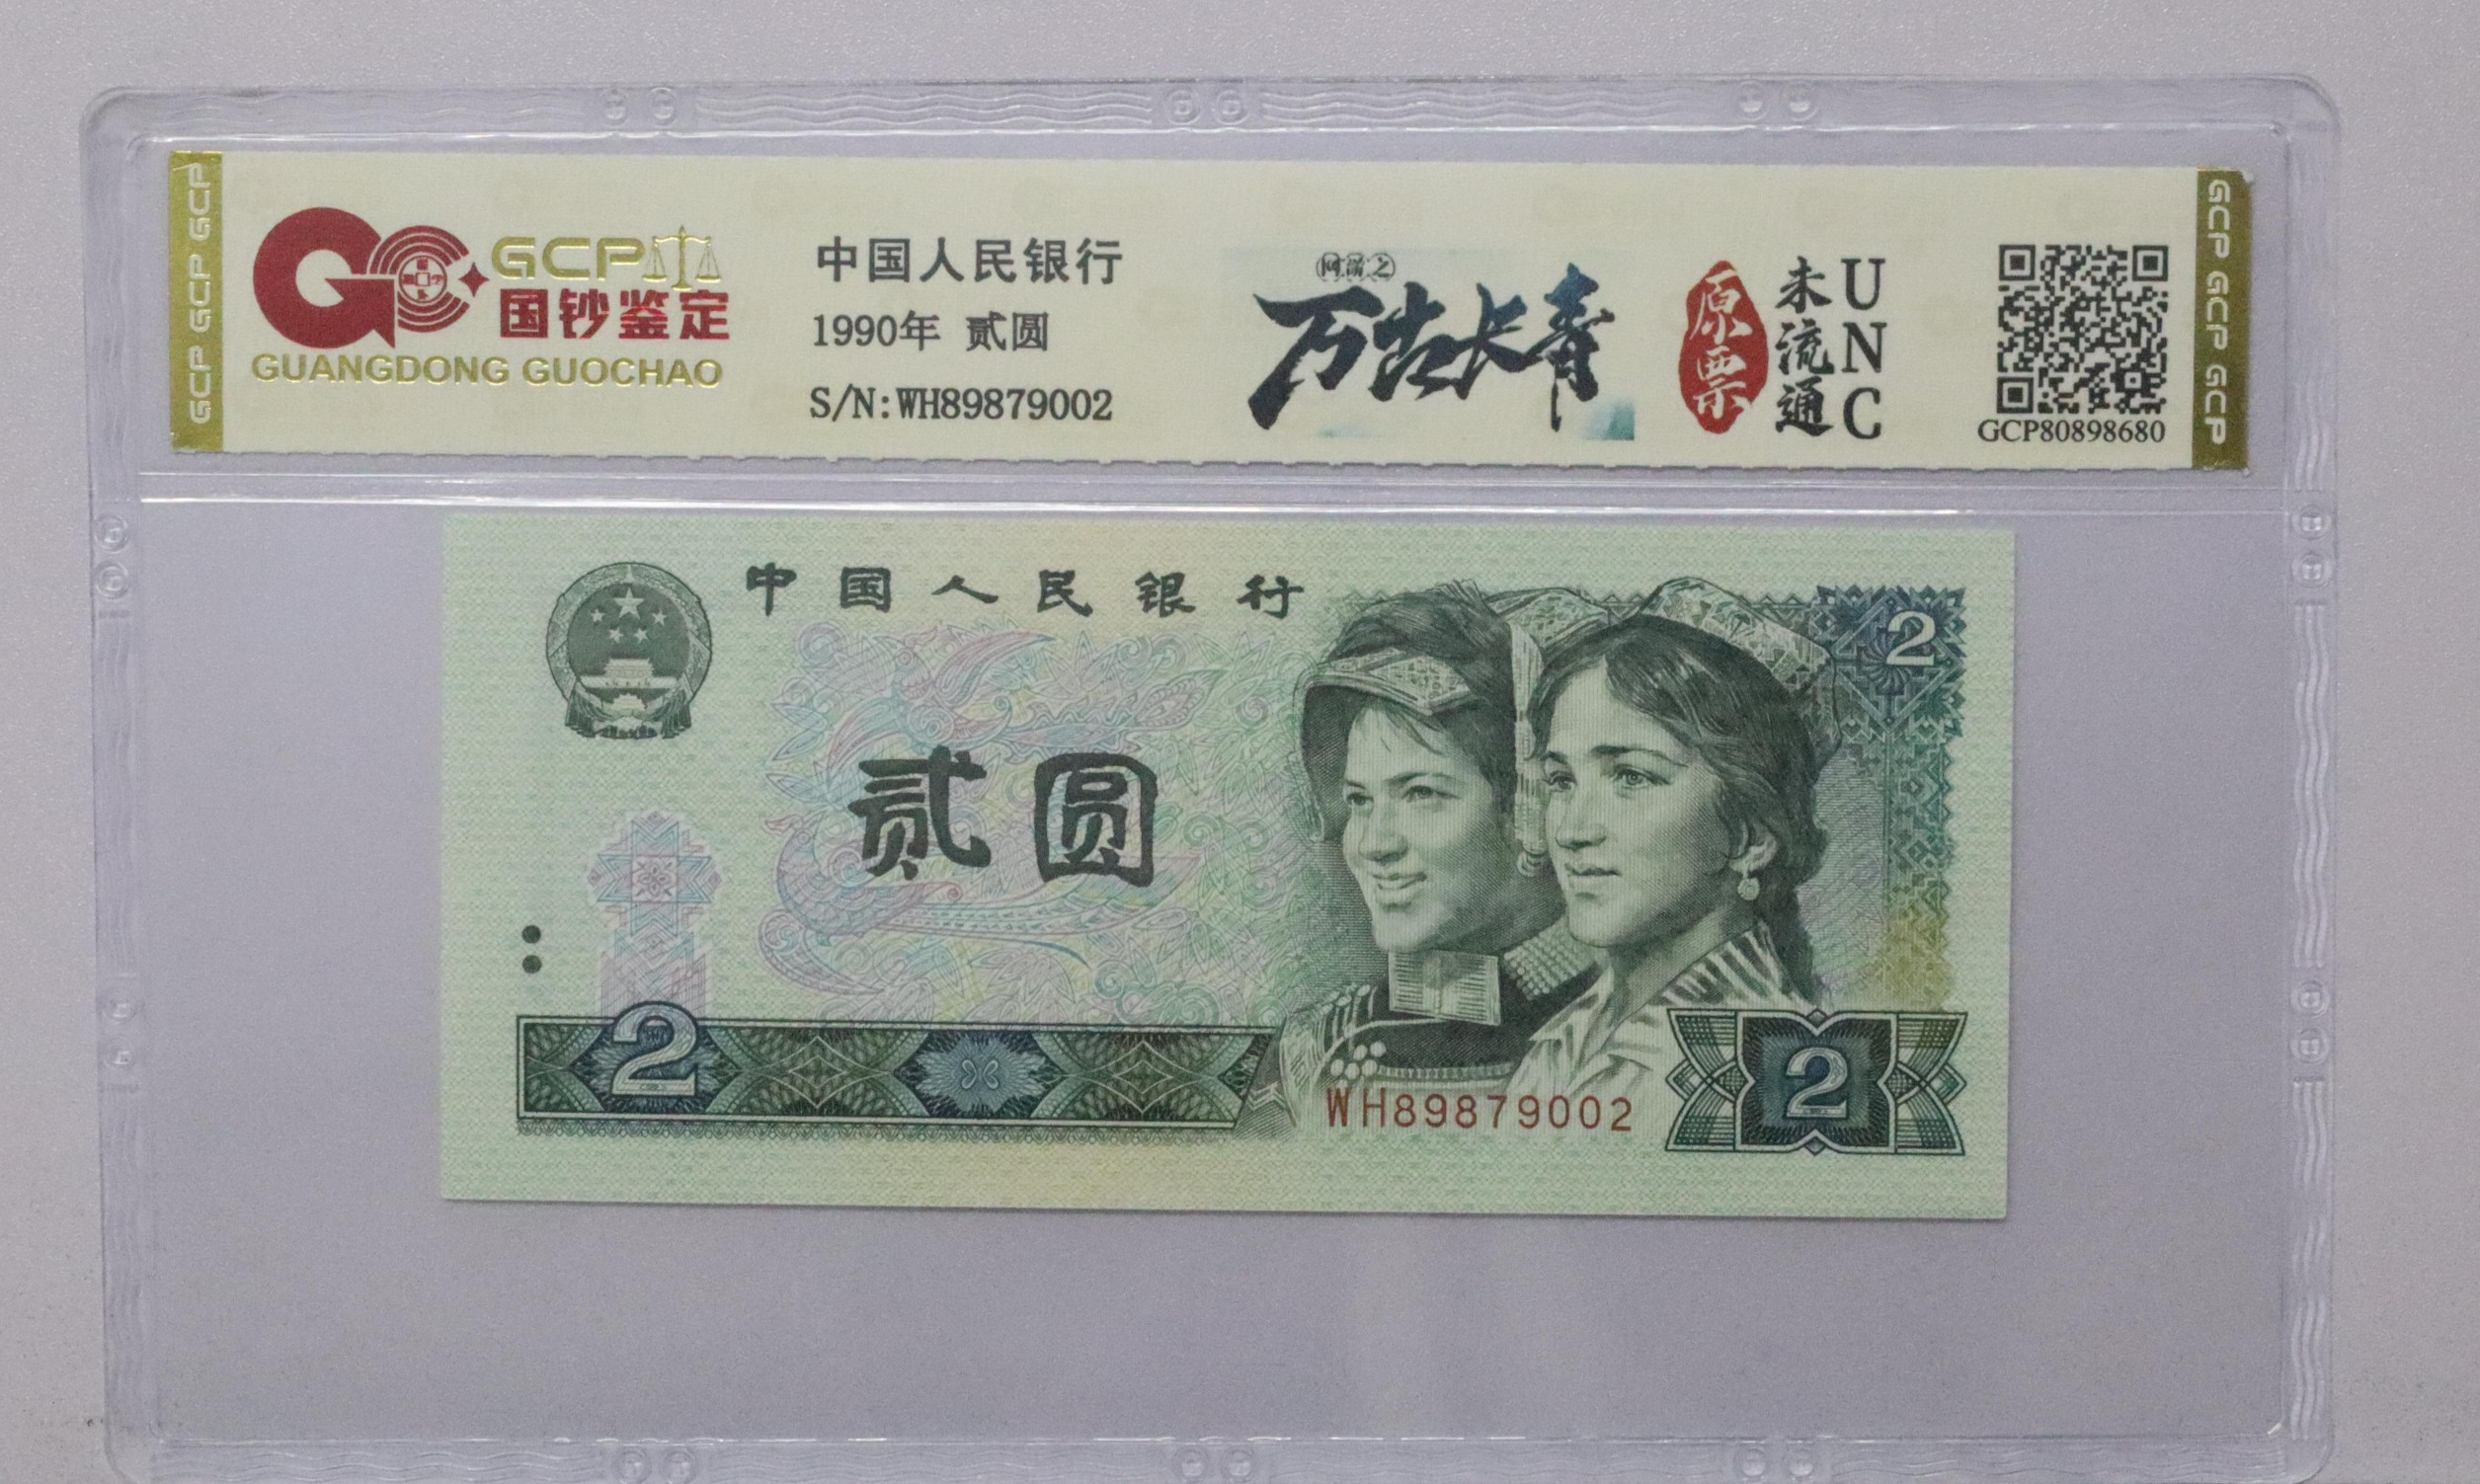 GCP GCP GCP
GCP
国钞鉴定
GUANGDONG GUOCHAO
中国人民银行
1990年 贰圆
S/N:WH89879002
万古长青
原票
未流通
UNC
GCP80898680
GCP GCP GCP
中国人民银行
2
贰圆
2
WH89879002
2